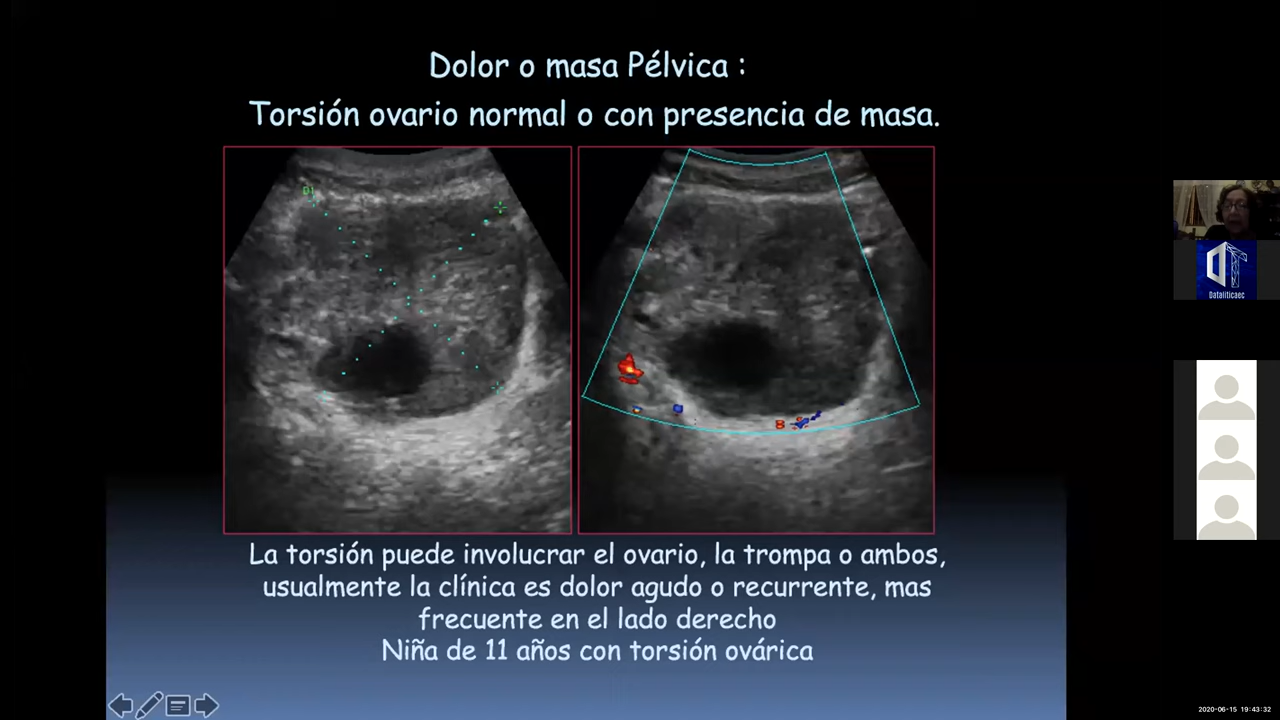 Dolor o masa Pélvica :
Torsión ovario normal o con presencia de masa.
D1
B
Dataliticaec
La torsión puede involucrar el ovario, la trompa o ambos,
usualmente la clínica es dolor agudo o recurrente, mas
frecuente en el lado derecho
Niña de 11 años con torsión ovárica
2020-06-15 19:43:32